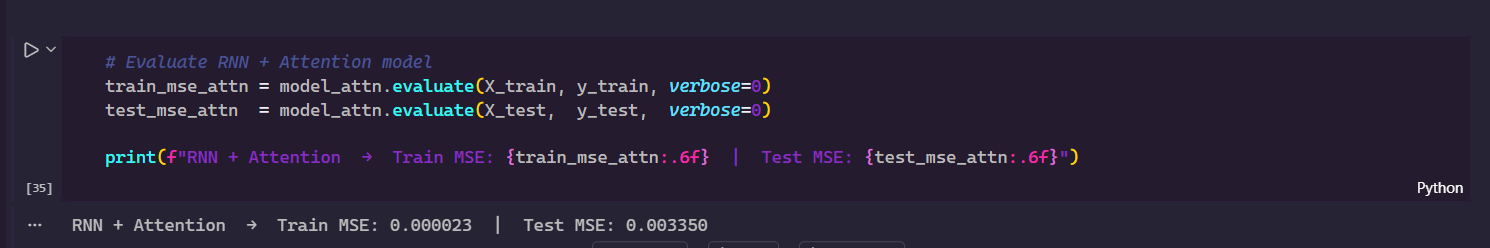 # Evaluate RNN + Attention model
train_mse_attn = model_attn.evaluate(X_train, y_train, verbose=0)
test_mse_attn  = model_attn.evaluate(X_test,  y_test,  verbose=0)
print(f"RNN + Attention  →  Train MSE: {train_mse_attn:.6f}  |  Test MSE: {test_mse_attn:.6f}")
[35]
Python
... RNN + Attention  →  Train MSE: 0.000023  |  Test MSE: 0.003350